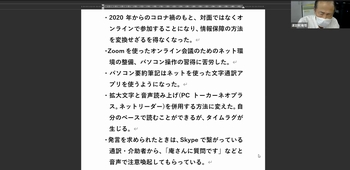 ・2020 年からのコロナ禍のもと、対面ではなくオ
ンラインで参加することになり、情報保障の方法
を変換せざるを得なくなった。
・Zoomを使ったオンライン会議のためのネット環
境の整備、パソコン操作の習得に苦労した。
・パソコン要約筆記はネットを使った文字通訳ア
プリを使うようになった。
・拡大文字と音声読み上げ(PC トーカーネオプラ
ス。ネットリーダー)を併用する方法に変えた。自
分のペースで読むことができるが、タイムラグが
生じる。
・発言を求められたときは、Skypeで繋がっている
通訳・介助者から、「庵さんに質問です」などと
音声で注意喚起してもらっている。